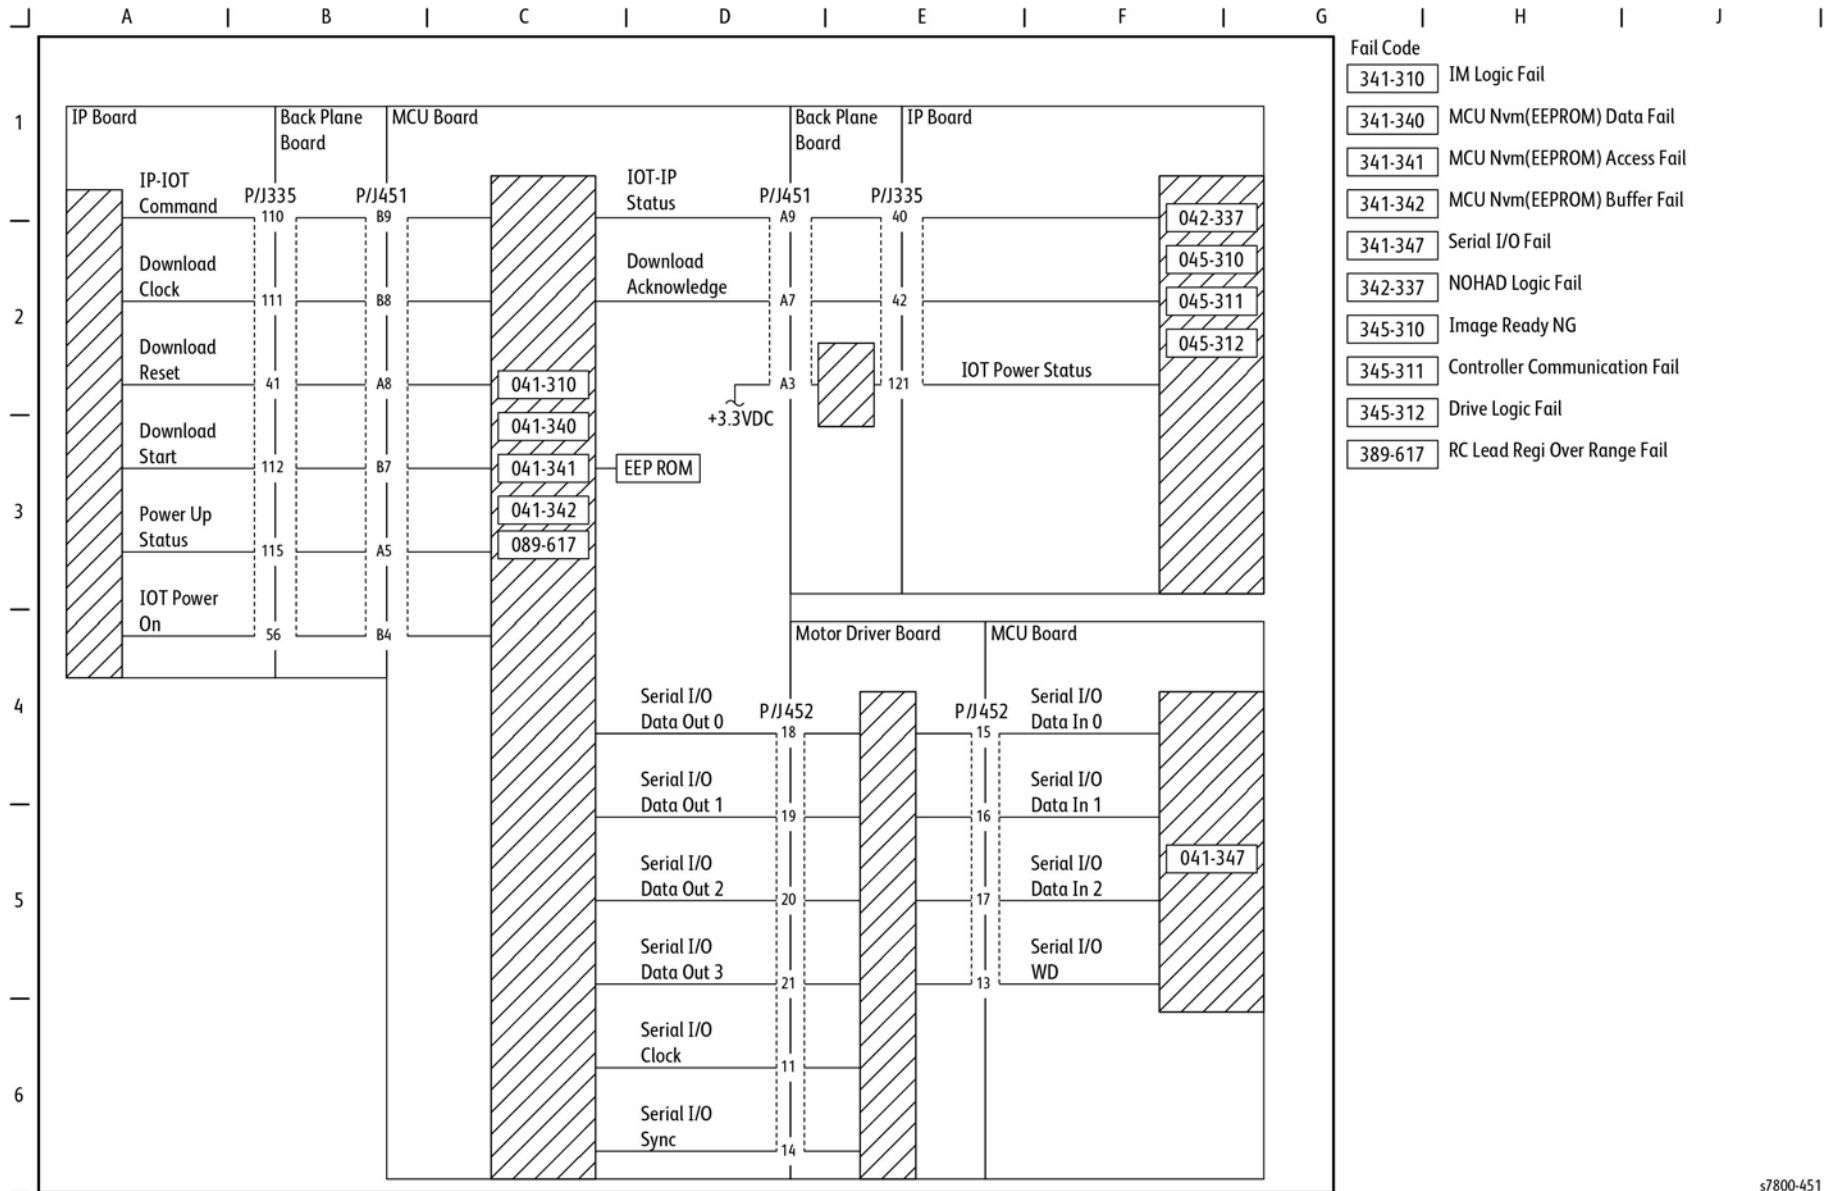 A B C D E F G H J
Fail Code
341-310 IM Logic Fail
341-340 MCU Nvm(EEPROM) Data Fail
341-341 MCU Nvm(EEPROM) Access Fail
341-342 MCU Nvm(EEPROM) Buffer Fail
341-347 Serial I/O Fail
342-337 NOHAD Logic Fail
345-310 Image Ready NG
345-311 Controller Communication Fail
345-312 Drive Logic Fail
389-617 RC Lead Regi Over Range Fail
1
2
3
4
5
6
IP Board
Back Plane
Board
MCU Board
Back Plane
Board
IP Board
P/J335
P/J451
IP-IOT
Command
110 B9
Download
Clock
111 B8
Download
Reset
41 A8
Download
Start
112 B7
Power Up
Status
115 A5
IOT Power
On
56 B4
041-310
041-340
041-341
041-342
089-617
EEP ROM
P/J451
P/J335
IOT-IP
Status
A9 40
Download
Acknowledge
A7 42
+3.3VDC
A3 121
IOT Power Status
042-337
045-310
045-311
045-312
Motor Driver Board
MCU Board
P/J452
P/J452
Serial I/O
Data Out 0
18
Serial I/O
Data Out 1
19
Serial I/O
Data Out 2
20
Serial I/O
Data Out 3
21
Serial I/O
Clock
11
Serial I/O
Sync
14
15
Serial I/O
Data In 0
16
Serial I/O
Data In 1
17
Serial I/O
Data In 2
13
Serial I/O
WD
041-347
s7800-451